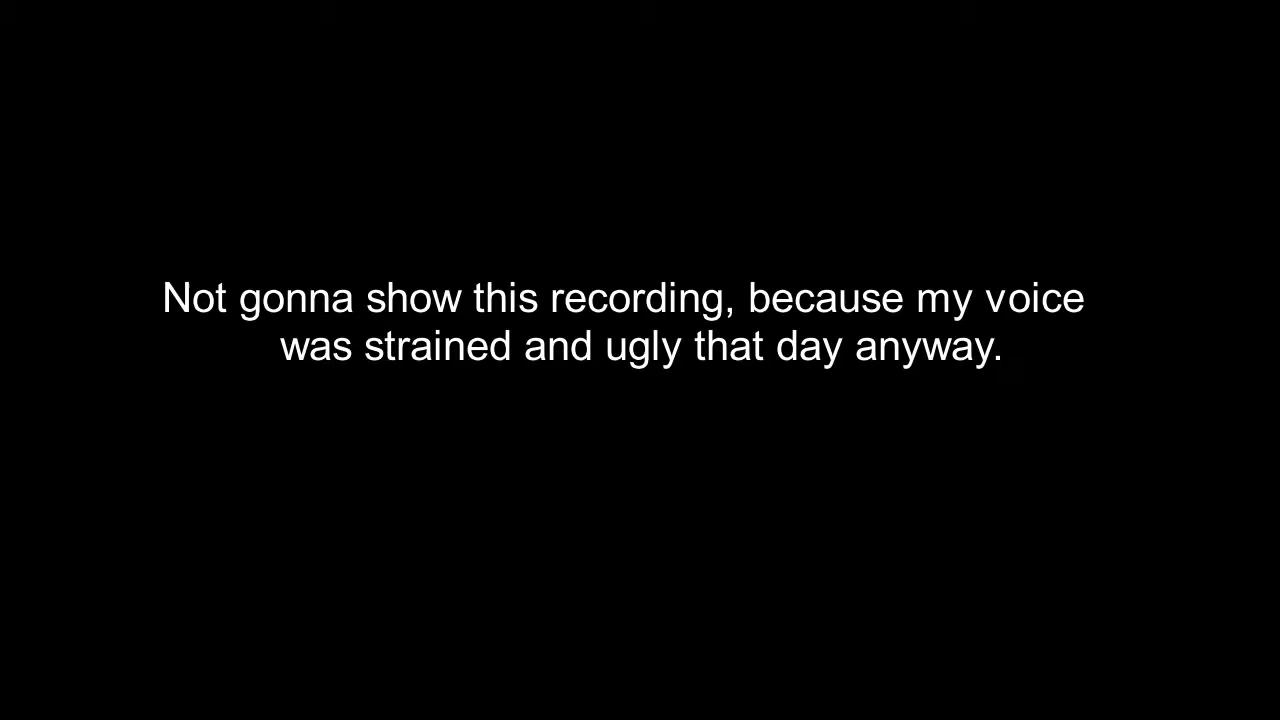 Not gonna show this recording, because my voice
was strained and ugly that day anyway.